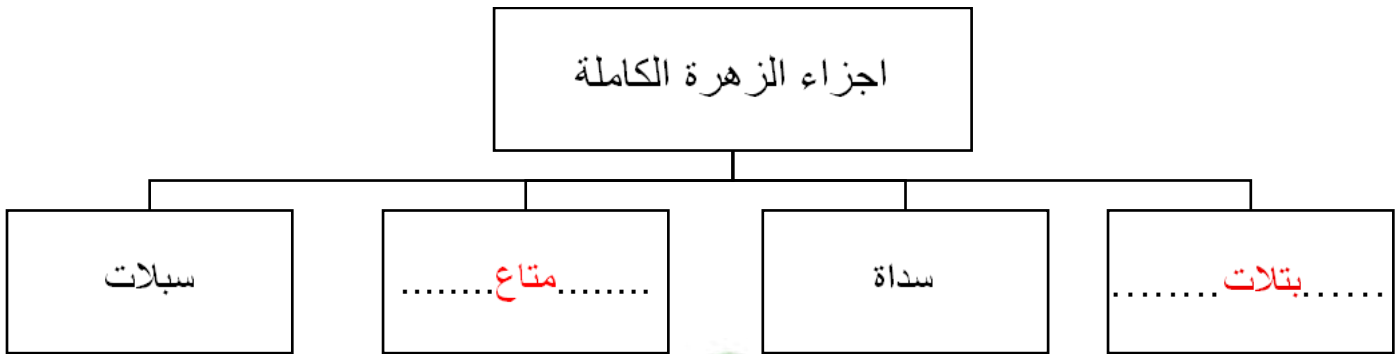 اجزاء الزهرة الكاملة
......بتلات........
سداة
........متاع........
سبلات